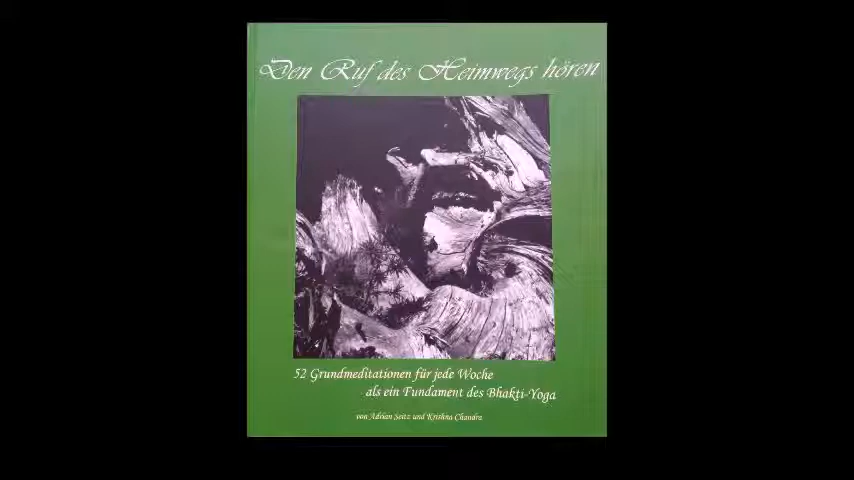 Den Ruf des Heimwegs hören
52 Grundmeditationen für jede Woche
als ein Fundament des Bhakti-Yoga
von Adrian Seitz und Krishna Chandra